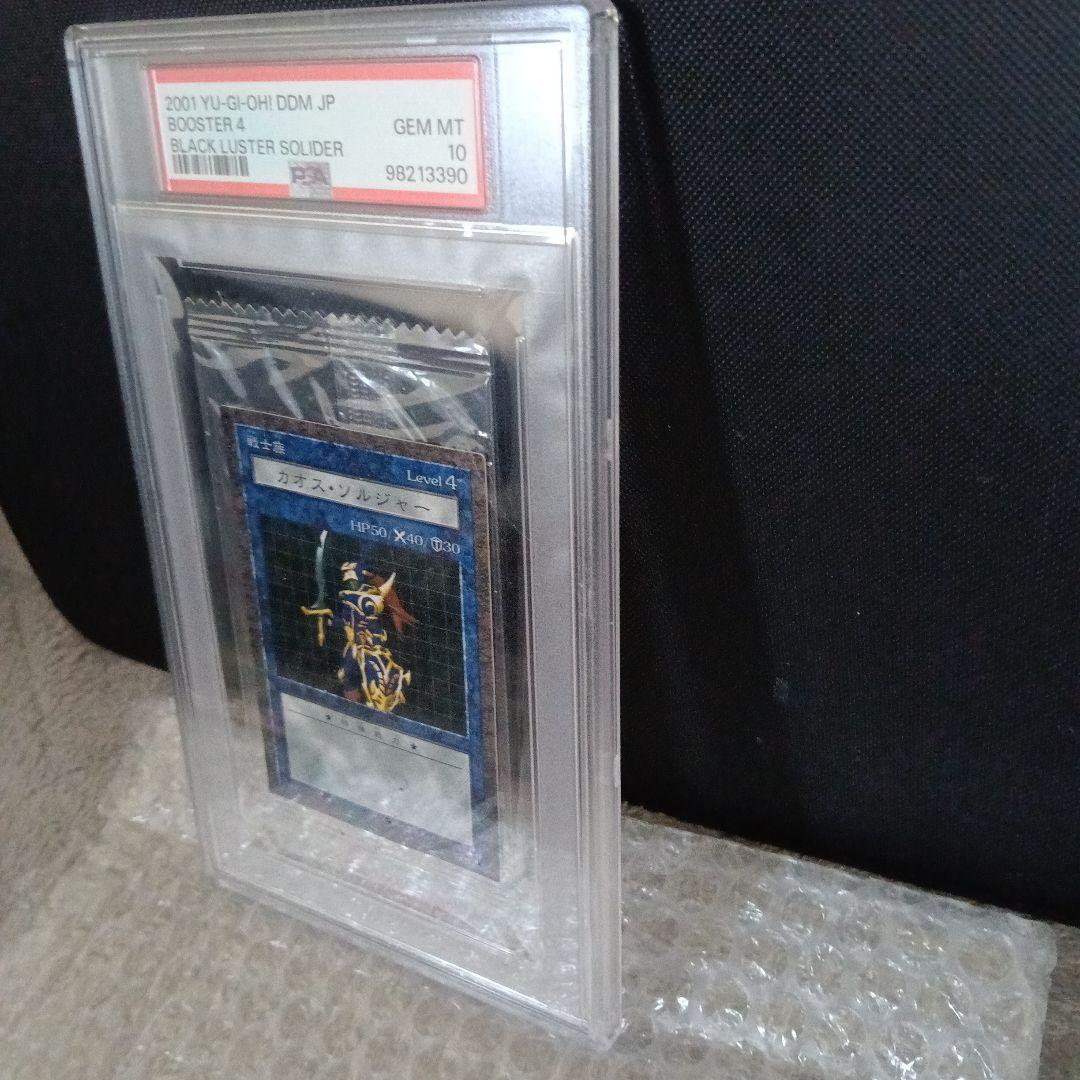 2001 YU-GI-OH! DDM JP
BOOSTER 4 GEM MT
BLACK LUSTER SOLIDER 10
PSA 98213390
戦士族
Level 4
カオス・ソルジャー
HP50/⚔40/🛡30